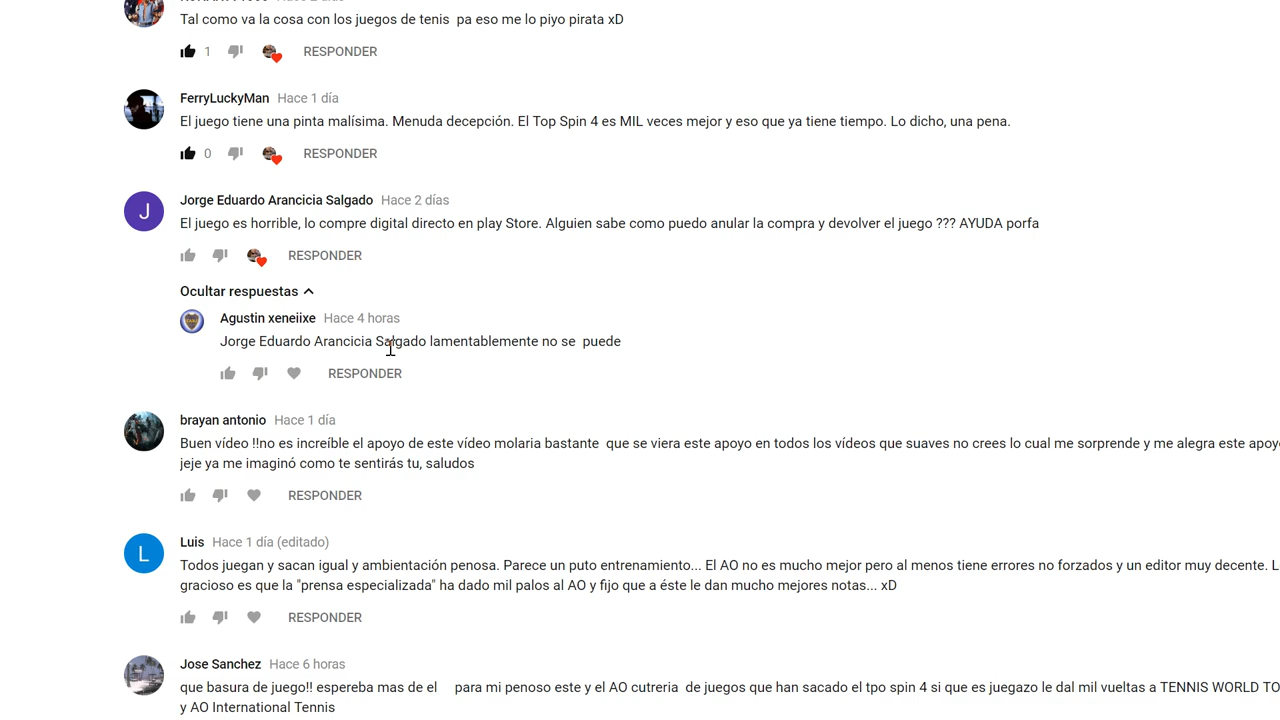 Tal como va la cosa con los juegos de tenis  pa eso me lo piyo pirata xD
1 RESPONDER
FerryLuckyMan Hace 1 día
El juego tiene una pinta malísima. Menuda decepción. El Top Spin 4 es MIL veces mejor y eso que ya tiene tiempo. Lo dicho, una pena.
0 RESPONDER
J
Jorge Eduardo Arancicia Salgado Hace 2 días
El juego es horrible, lo compre digital directo en play Store. Alguien sabe como puedo anular la compra y devolver el juego ??? AYUDA porfa
RESPONDER
Ocultar respuestas
Agustin xeneiixe Hace 4 horas
Jorge Eduardo Arancicia Salgado lamentablemente no se  puede
RESPONDER
brayan antonio Hace 1 día
Buen vídeo !!no es increíble el apoyo de este vídeo molaria bastante  que se viera este apoyo en todos los vídeos que suaves no crees lo cual me sorprende y me alegra este apoy
jeje ya me imaginó como te sentirás tu, saludos
RESPONDER
L
Luis Hace 1 día (editado)
Todos juegan y sacan igual y ambientación penosa. Parece un puto entrenamiento... El AO no es mucho mejor pero al menos tiene errores no forzados y un editor muy decente. L
gracioso es que la "prensa especializada" ha dado mil palos al AO y fijo que a éste le dan mucho mejores notas... xD
RESPONDER
Jose Sanchez Hace 6 horas
que basura de juego!! espereba mas de el    para mi penoso este y el AO cutreria  de juegos que han sacado el tpo spin 4 si que es juegazo le dal mil vueltas a TENNIS WORLD TO
y AO International Tennis